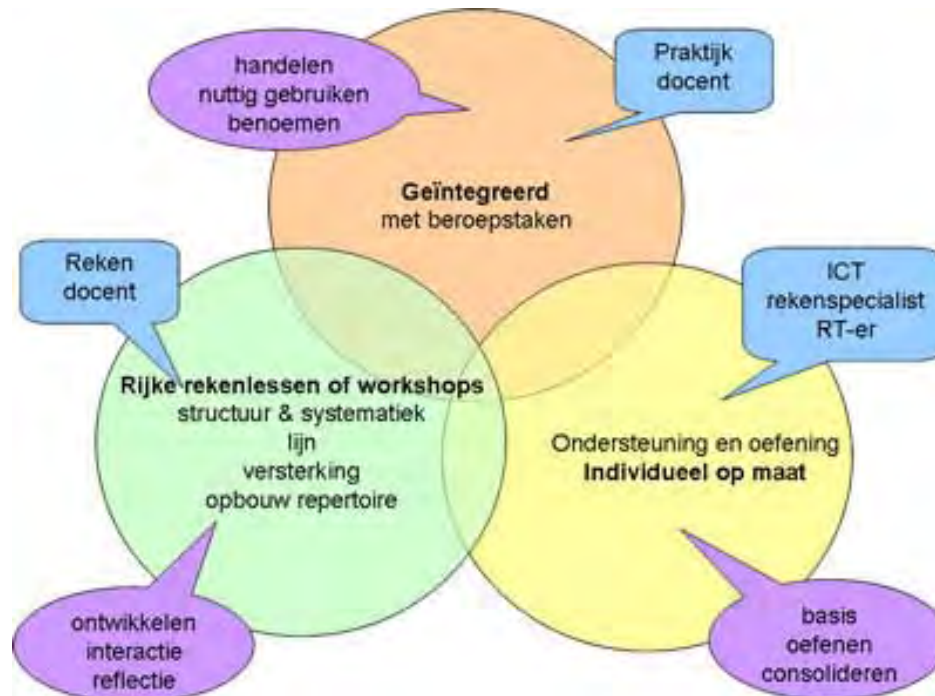 handelen
nuttig gebruiken
benoemen
Praktijk
docent
Geïntegreerd
met beroepstaken
Reken
docent
ICT
rekenspecialist
RT-er
Rijke rekenlessen of workshops
structuur & systematiek
lijn
versterking
opbouw repertoire
Ondersteuning en oefening
Individueel op maat
ontwikkelen
interactie
reflectie
basis
oefenen
consolideren